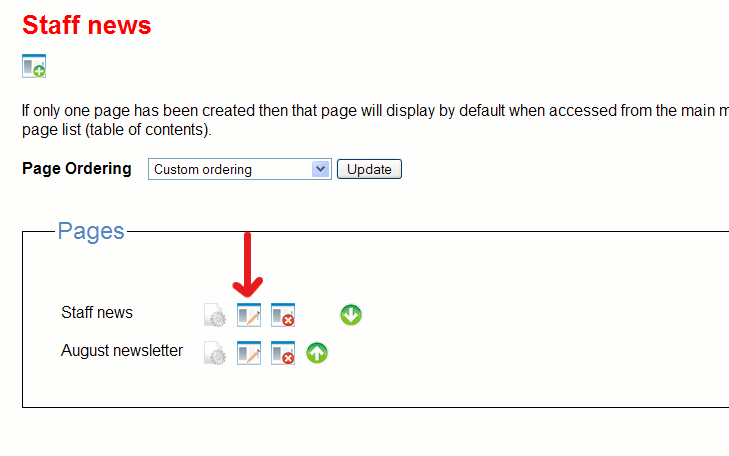 Staff news
If only one page has been created then that page will display by default when accessed from the main m
page list (table of contents).
Page Ordering Custom ordering Update
Pages
Staff news
August newsletter